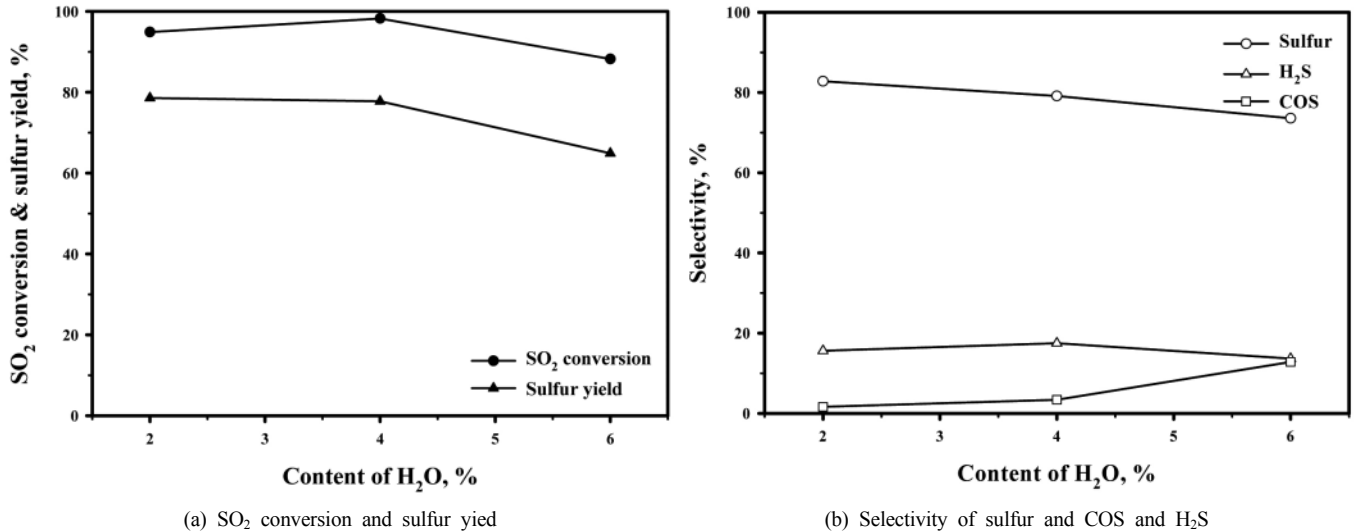 SO₂ conversion & sulfur yield, %
100
80
60
40
20
0
SO₂ conversion
Sulfur yield
2
3
4
5
6
Content of H₂O, %
(a) SO₂ conversion and sulfur yied
Selectivity, %
100
80
60
40
20
0
Sulfur
H₂S
COS
2
3
4
5
6
Content of H₂O, %
(b) Selectivity of sulfur and COS and H₂S